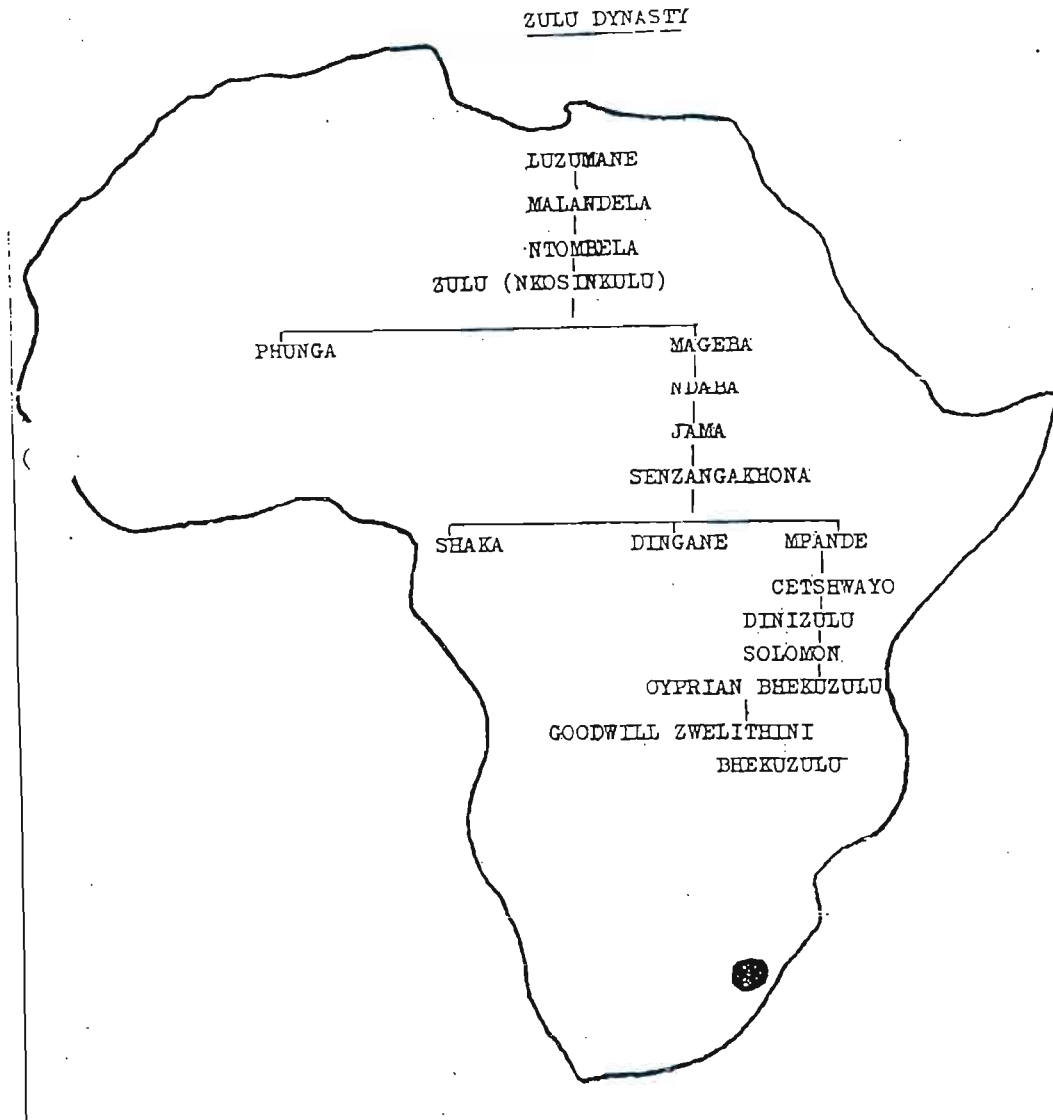 ZULU DYNASTY
LUZUMANE
MALANDELA
NTOMBELA
ZULU (NKOSINKULU)
PHUNGA MAGEBA
NDABA
JAMA
SENZANGAKHONA
SHAKA DINGANE MPANDE
CETSHWAYO
DINIZULU
SOLOMON
CYPRIAN BHEKUZULU
GOODWILL ZWELITHINI
BHEKUZULU